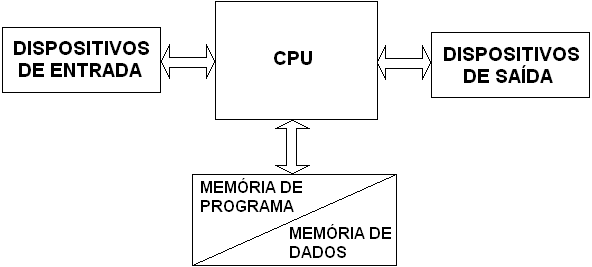 DISPOSITIVOS
DE ENTRADA
CPU
DISPOSITIVOS
DE SAÍDA
MEMÓRIA DE
PROGRAMA
MEMÓRIA DE
DADOS